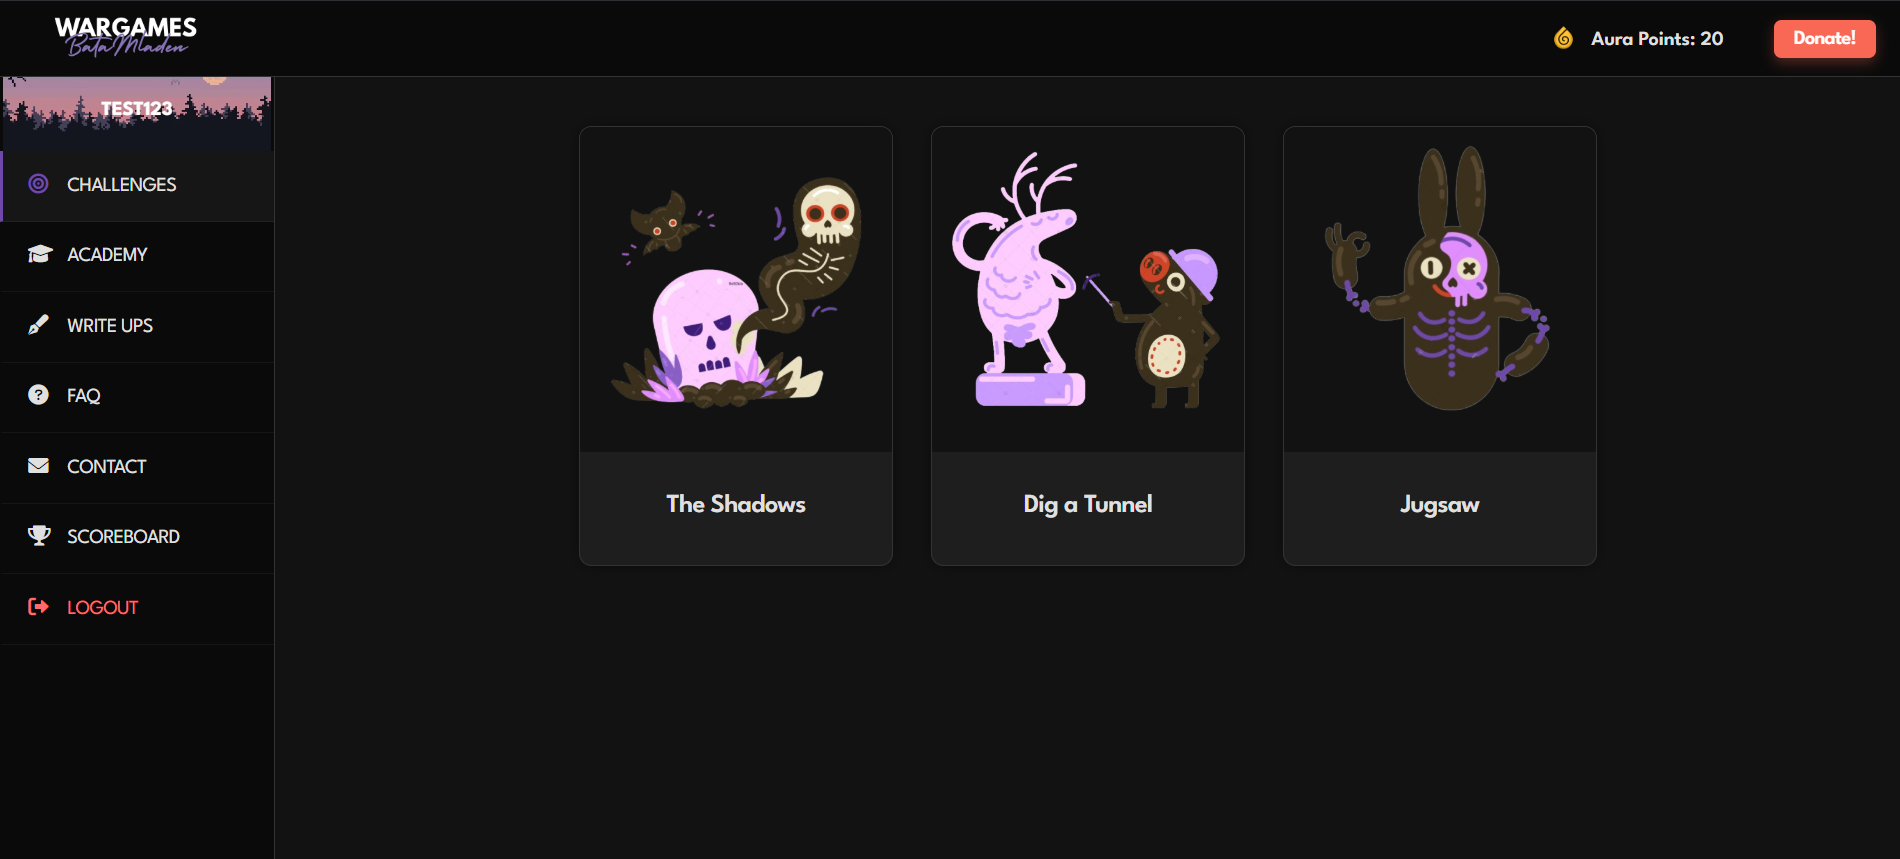 WARGAMES
Bata Mladen
Aura Points: 20
Donate!
TEST123
CHALLENGES
ACADEMY
WRITE UPS
FAQ
CONTACT
SCOREBOARD
LOGOUT
The Shadows
Dig a Tunnel
Jugsaw